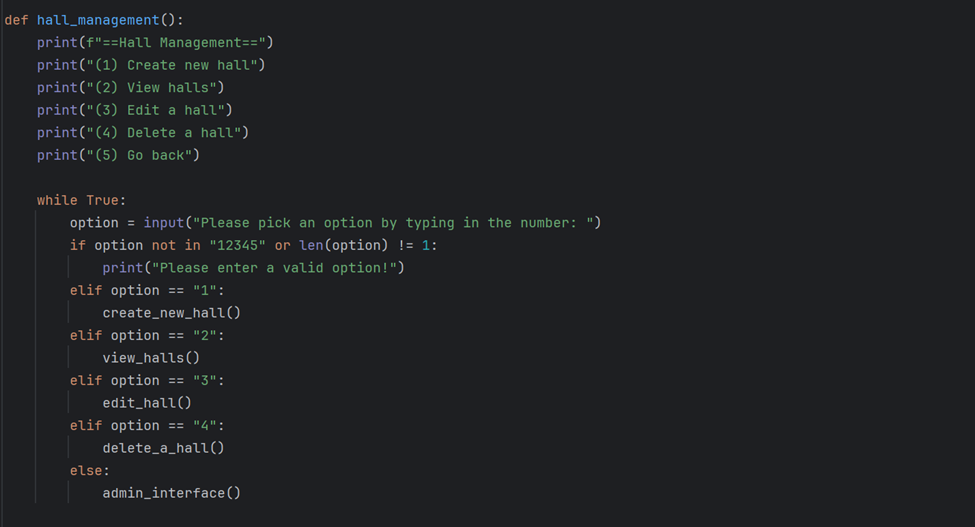 def hall_management():
    print(f"==Hall Management==")
    print("(1) Create new hall")
    print("(2) View halls")
    print("(3) Edit a hall")
    print("(4) Delete a hall")
    print("(5) Go back")

    while True:
        option = input("Please pick an option by typing in the number: ")
        if option not in "12345" or len(option) != 1:
            print("Please enter a valid option!")
        elif option == "1":
            create_new_hall()
        elif option == "2":
            view_halls()
        elif option == "3":
            edit_hall()
        elif option == "4":
            delete_a_hall()
        else:
            admin_interface()